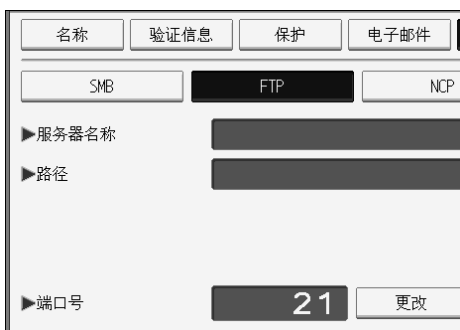 名称 验证信息 保护 电子邮件
SMB FTP NCP
▶服务器名称
▶路径
▶端口号 21 更改